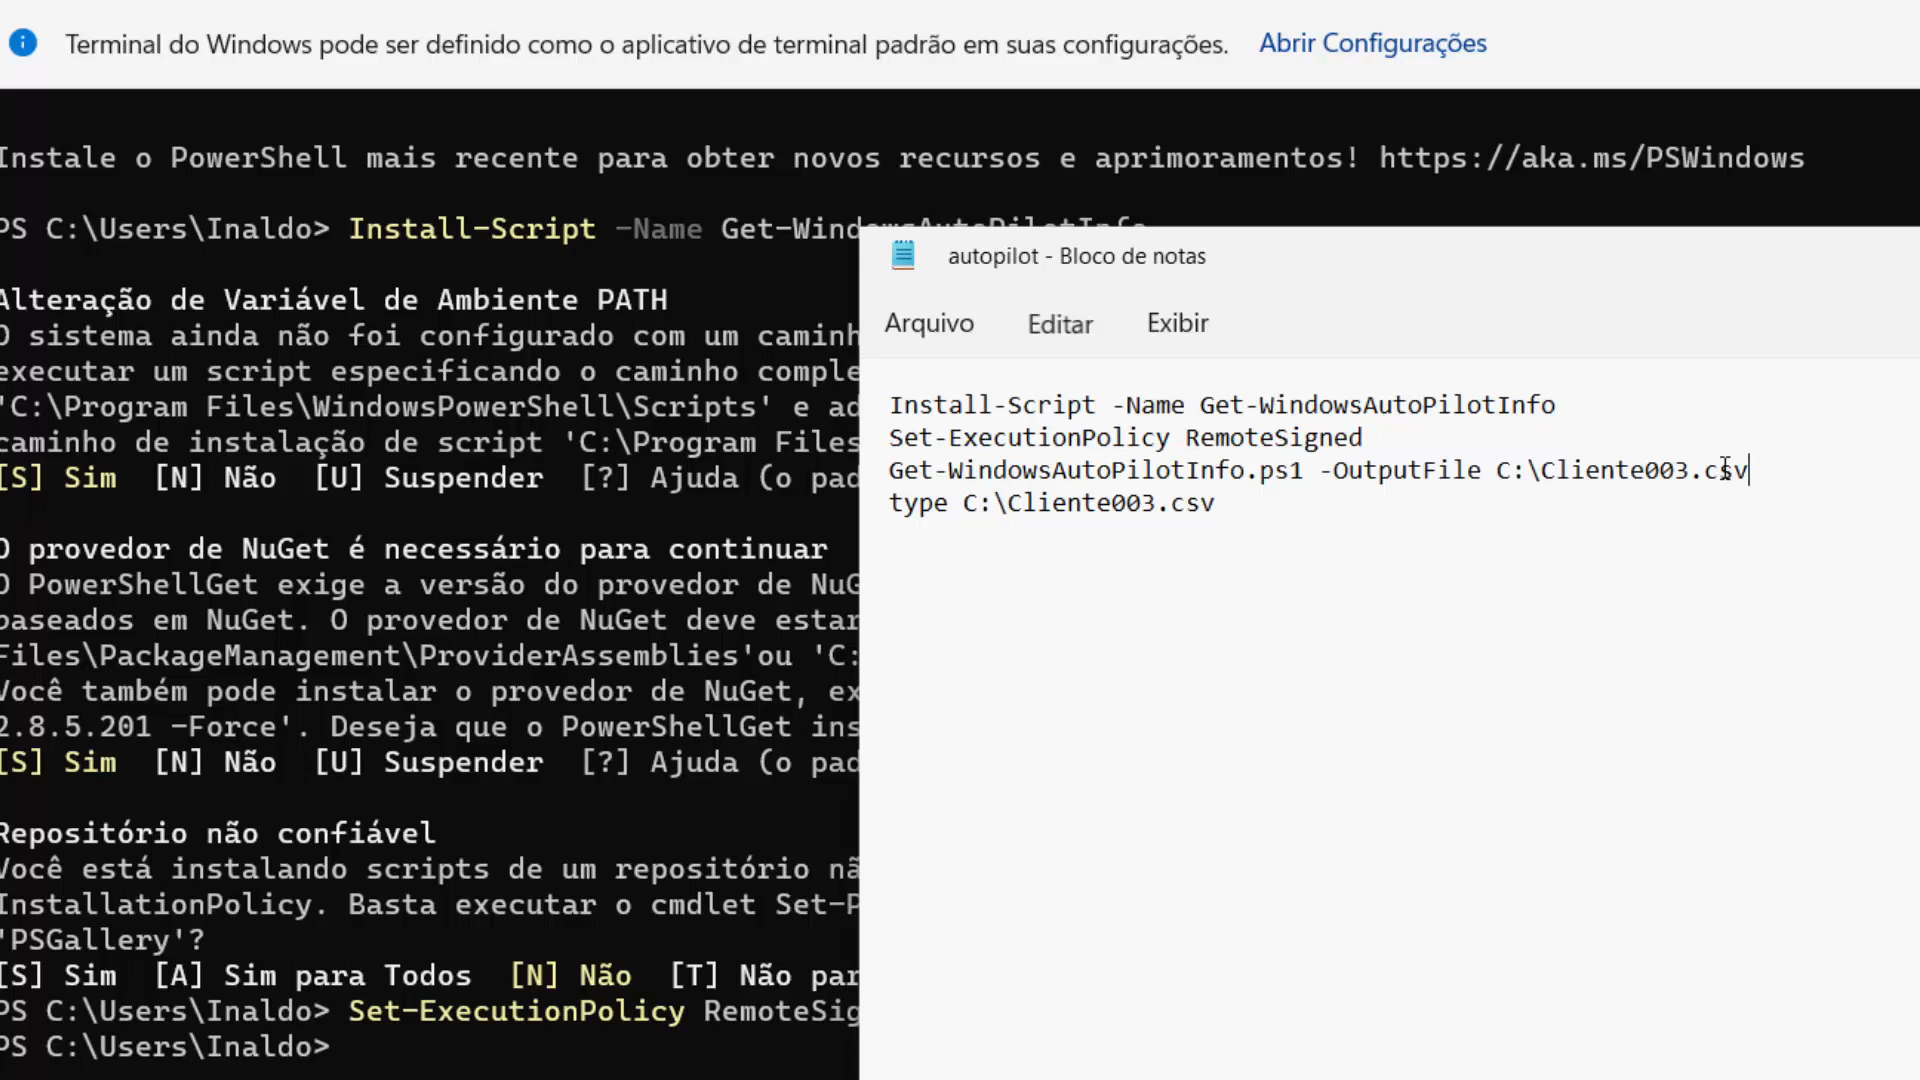 Terminal do Windows pode ser definido como o aplicativo de terminal padrão em suas configurações. Abrir Configurações
Instale o PowerShell mais recente para obter novos recursos e aprimoramentos! https://aka.ms/PSWindows
PS C:\Users\Inaldo> Install-Script -Name Get-WindowsAutoPilotInfo
Alteração de Variável de Ambiente PATH
O sistema ainda não foi configurado com um caminh
executar um script especificando o caminho comple
'C:\Program Files\WindowsPowerShell\Scripts' e ad
caminho de instalação de script 'C:\Program Files
[S] Sim [N] Não [U] Suspender [?] Ajuda (o pad
O provedor de NuGet é necessário para continuar
O PowerShellGet exige a versão do provedor de NuG
baseados em NuGet. O provedor de NuGet deve estar
Files\PackageManagement\ProviderAssemblies'ou 'C:
Você também pode instalar o provedor de NuGet, ex
2.8.5.201 -Force'. Deseja que o PowerShellGet ins
[S] Sim [N] Não [U] Suspender [?] Ajuda (o pad
Repositório não confiável
Você está instalando scripts de um repositório nã
InstallationPolicy. Basta executar o cmdlet Set-P
'PSGallery'?
[S] Sim [A] Sim para Todos [N] Não [T] Não par
PS C:\Users\Inaldo> Set-ExecutionPolicy RemoteSig
PS C:\Users\Inaldo>
autopilot - Bloco de notas
Arquivo Editar Exibir
Install-Script -Name Get-WindowsAutoPilotInfo
Set-ExecutionPolicy RemoteSigned
Get-WindowsAutoPilotInfo.ps1 -OutputFile C:\Cliente003.csv
type C:\Cliente003.csv